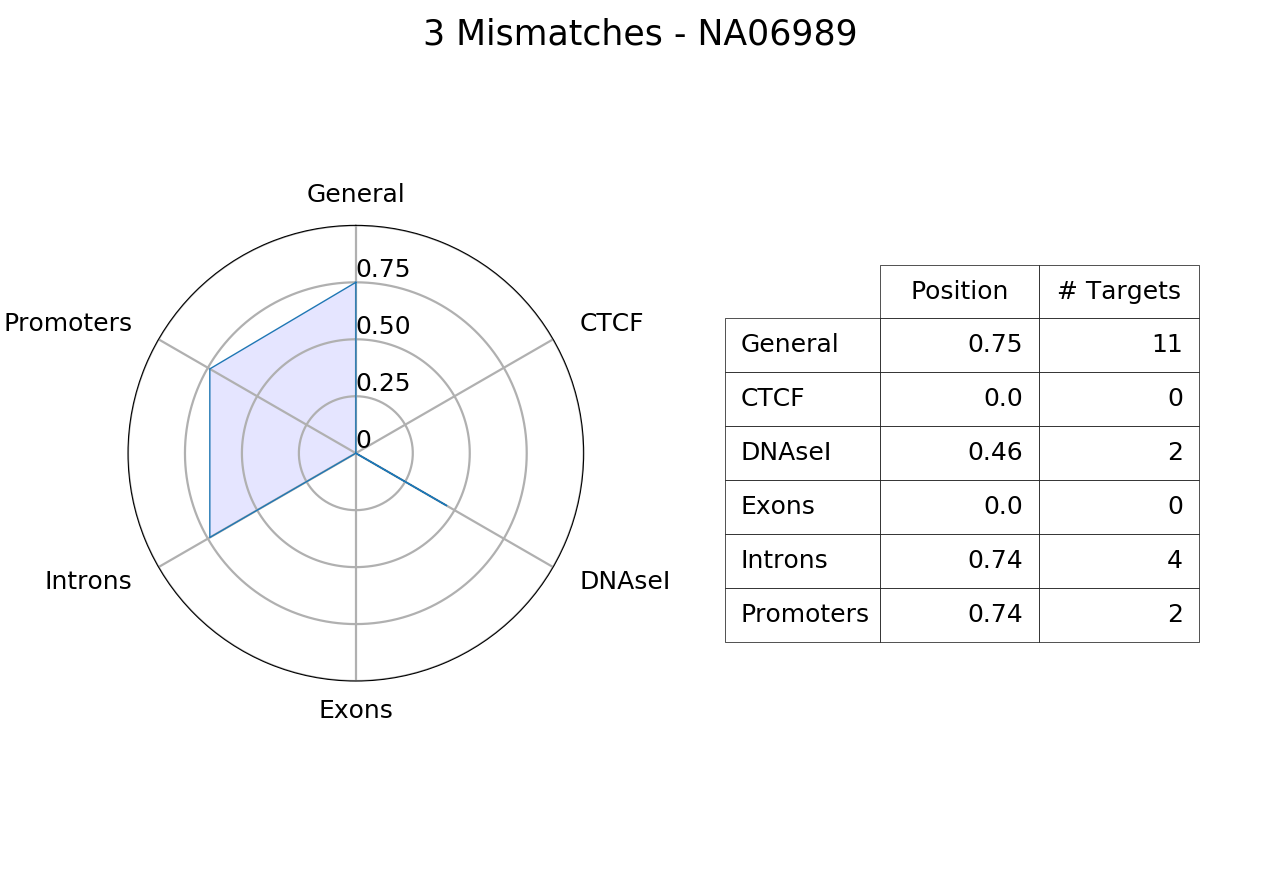 3 Mismatches - NA06989
General
0.75
0.50
0.25
0
Promoters
CTCF
Introns
DNAseI
Exons
Position # Targets
General 0.75 11
CTCF 0.0 0
DNAseI 0.46 2
Exons 0.0 0
Introns 0.74 4
Promoters 0.74 2